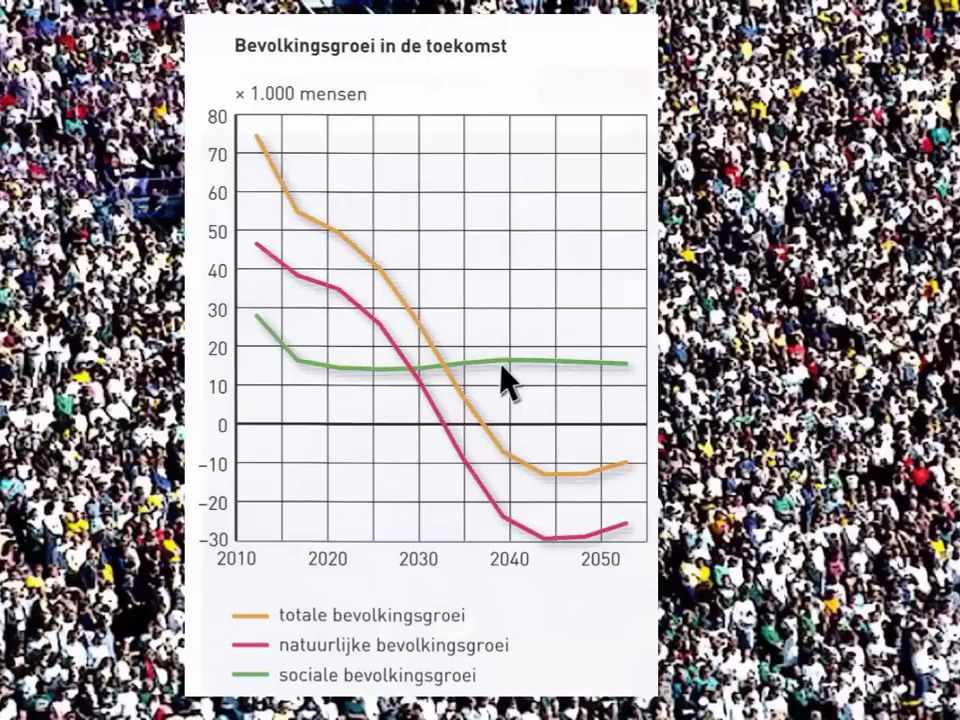 Bevolkingsgroei in de toekomst
× 1.000 mensen
80
70
60
50
40
30
20
10
0
–10
–20
–30
2010 2020 2030 2040 2050
totale bevolkingsgroei
natuurlijke bevolkingsgroei
sociale bevolkingsgroei